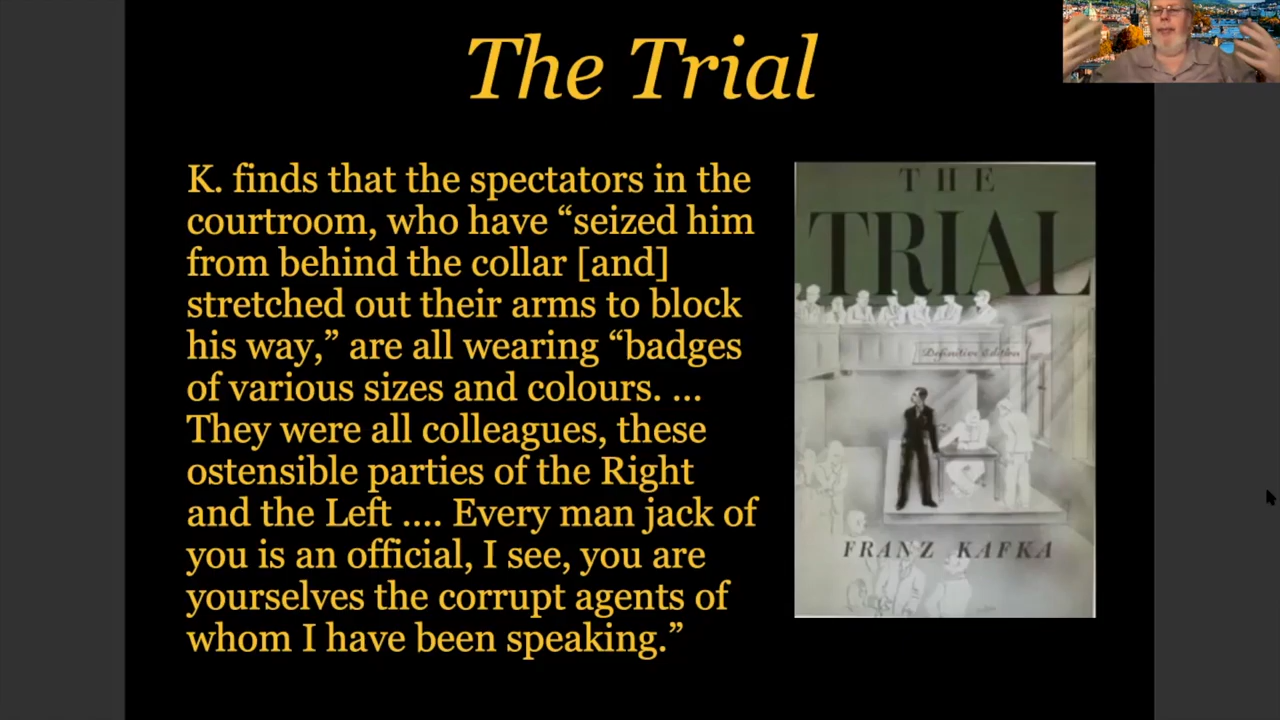 The Trial
K. finds that the spectators in the
courtroom, who have “seized him
from behind the collar [and]
stretched out their arms to block
his way,” are all wearing “badges
of various sizes and colours. ...
They were all colleagues, these
ostensible parties of the Right
and the Left .... Every man jack of
you is an official, I see, you are
yourselves the corrupt agents of
whom I have been speaking.”
THE
TRIAL
Definitive Edition
FRANZ KAFKA